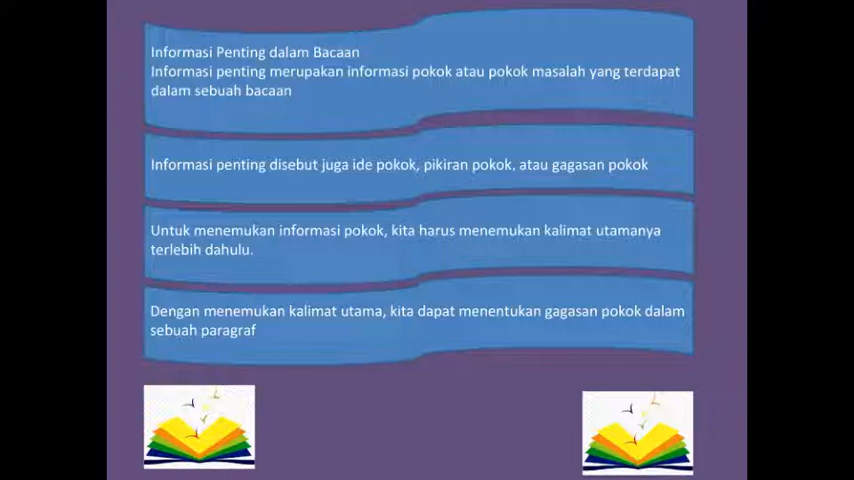 Informasi Penting dalam Bacaan
Informasi penting merupakan informasi pokok atau pokok masalah yang terdapat
dalam sebuah bacaan
Informasi penting disebut juga ide pokok, pikiran pokok. atau gagasan pokok
Untuk menemukan informasi pokok, kita harus menemukan kalimat utamanya
terlebih dahulu.
Dengan menemukan kalimat utama, kita dapat menentukan gagasan pokok dalam
sebuah paragraf